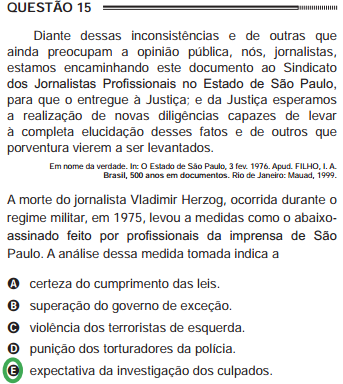 QUESTÃO 15
Diante dessas inconsistências e de outras que
ainda preocupam a opinião pública, nós, jornalistas,
estamos encaminhando este documento ao Sindicato
dos Jornalistas Profissionais no Estado de São Paulo,
para que o entregue à Justiça; e da Justiça esperamos
a realização de novas diligências capazes de levar
à completa elucidação desses fatos e de outros que
porventura vierem a ser levantados.
Em nome da verdade. In: O Estado de São Paulo, 3 fev. 1976. Apud. FILHO, I. A.
Brasil, 500 anos em documentos. Rio de Janeiro: Mauad, 1999.
A morte do jornalista Vladimir Herzog, ocorrida durante o
regime militar, em 1975, levou a medidas como o abaixo-
assinado feito por profissionais da imprensa de São
Paulo. A análise dessa medida tomada indica a
A certeza do cumprimento das leis.
B superação do governo de exceção.
C violência dos terroristas de esquerda.
D punição dos torturadores da polícia.
E expectativa da investigação dos culpados.